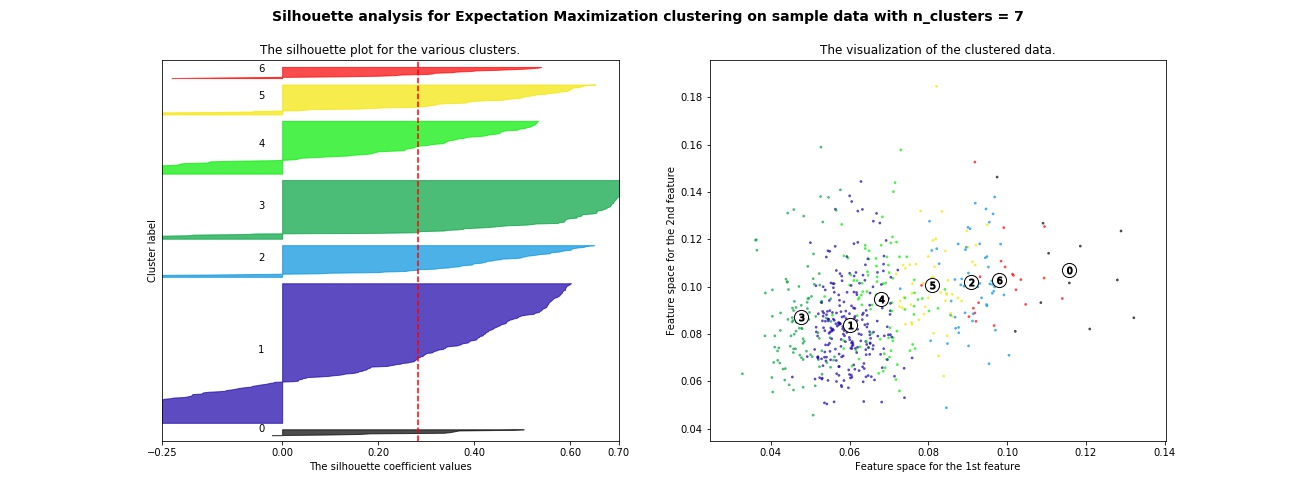 Silhouette analysis for Expectation Maximization clustering on sample data with n_clusters = 7
The silhouette plot for the various clusters.
Cluster label
6
5
4
3
2
1
0
−0.25 0.00 0.20 0.40 0.60 0.70
The silhouette coefficient values
The visualization of the clustered data.
Feature space for the 2nd feature
0.18
0.16
0.14
0.12
0.10
0.08
0.06
0.04
0
6
2
5
4
3
1
0.04 0.06 0.08 0.10 0.12 0.14
Feature space for the 1st feature